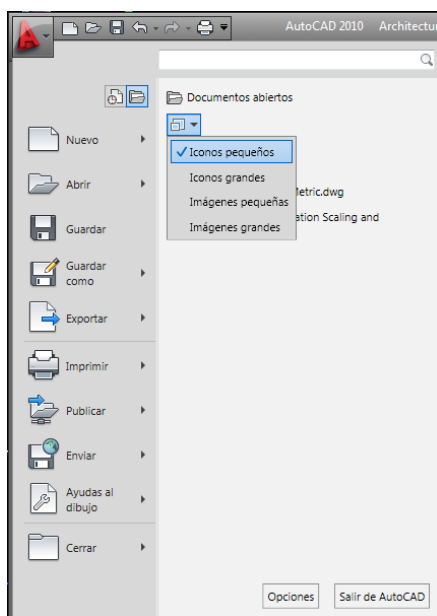 AutoCAD 2010 Architectur
Documentos abiertos
Nuevo
Iconos pequeños
Iconos grandes
Abrir
Metric.dwg
Imágenes pequeñas
ation Scaling and
Imágenes grandes
Guardar
Guardar
como
Exportar
Imprimir
Publicar
Enviar
Ayudas al
dibujo
Cerrar
Opciones
Salir de AutoCAD